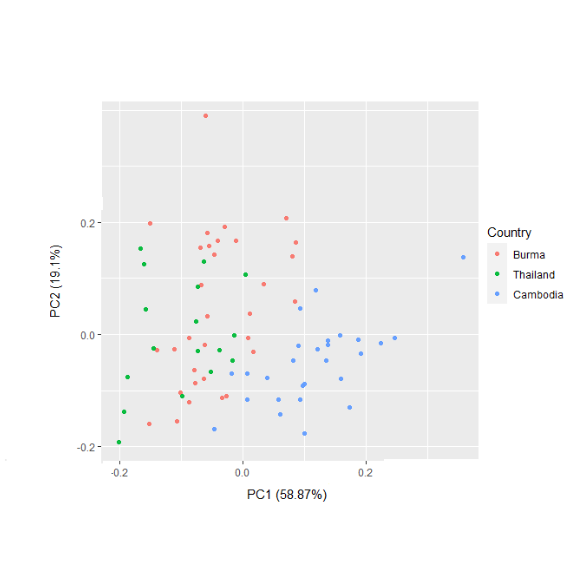 0.2
0.0
-0.2
-0.2
0.0
0.2
PC1 (58.87%)
PC2 (19.1%)
Country
Burma
Thailand
Cambodia